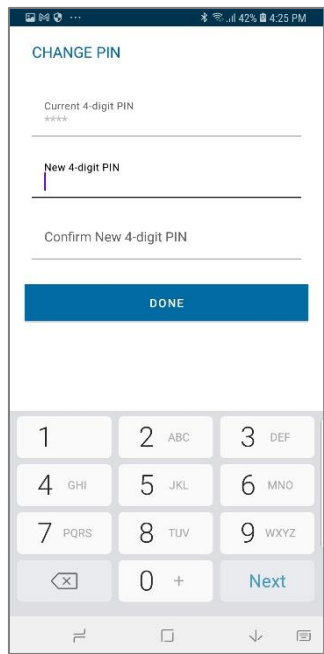 ... 42% 4:25 PM
CHANGE PIN
Current 4-digit PIN
****
New 4-digit PIN
Confirm New 4-digit PIN
DONE
1 2 ABC 3 DEF
4 GHI 5 JKL 6 MNO
7 PQRS 8 TUV 9 WXYZ
0 + Next